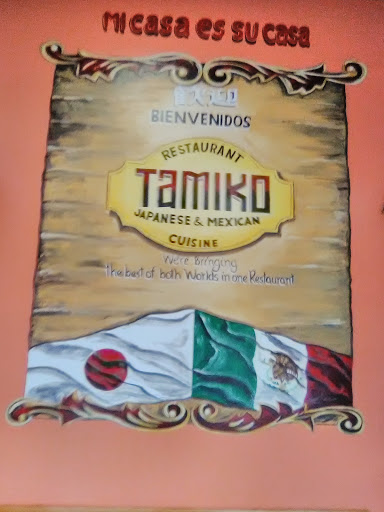 Mi casa es su casa
BIENVENIDOS
RESTAURANT
TAMIKO
JAPANESE & MEXICAN
CUISINE
We're Bringing
the best of both Worlds in one Restaurant